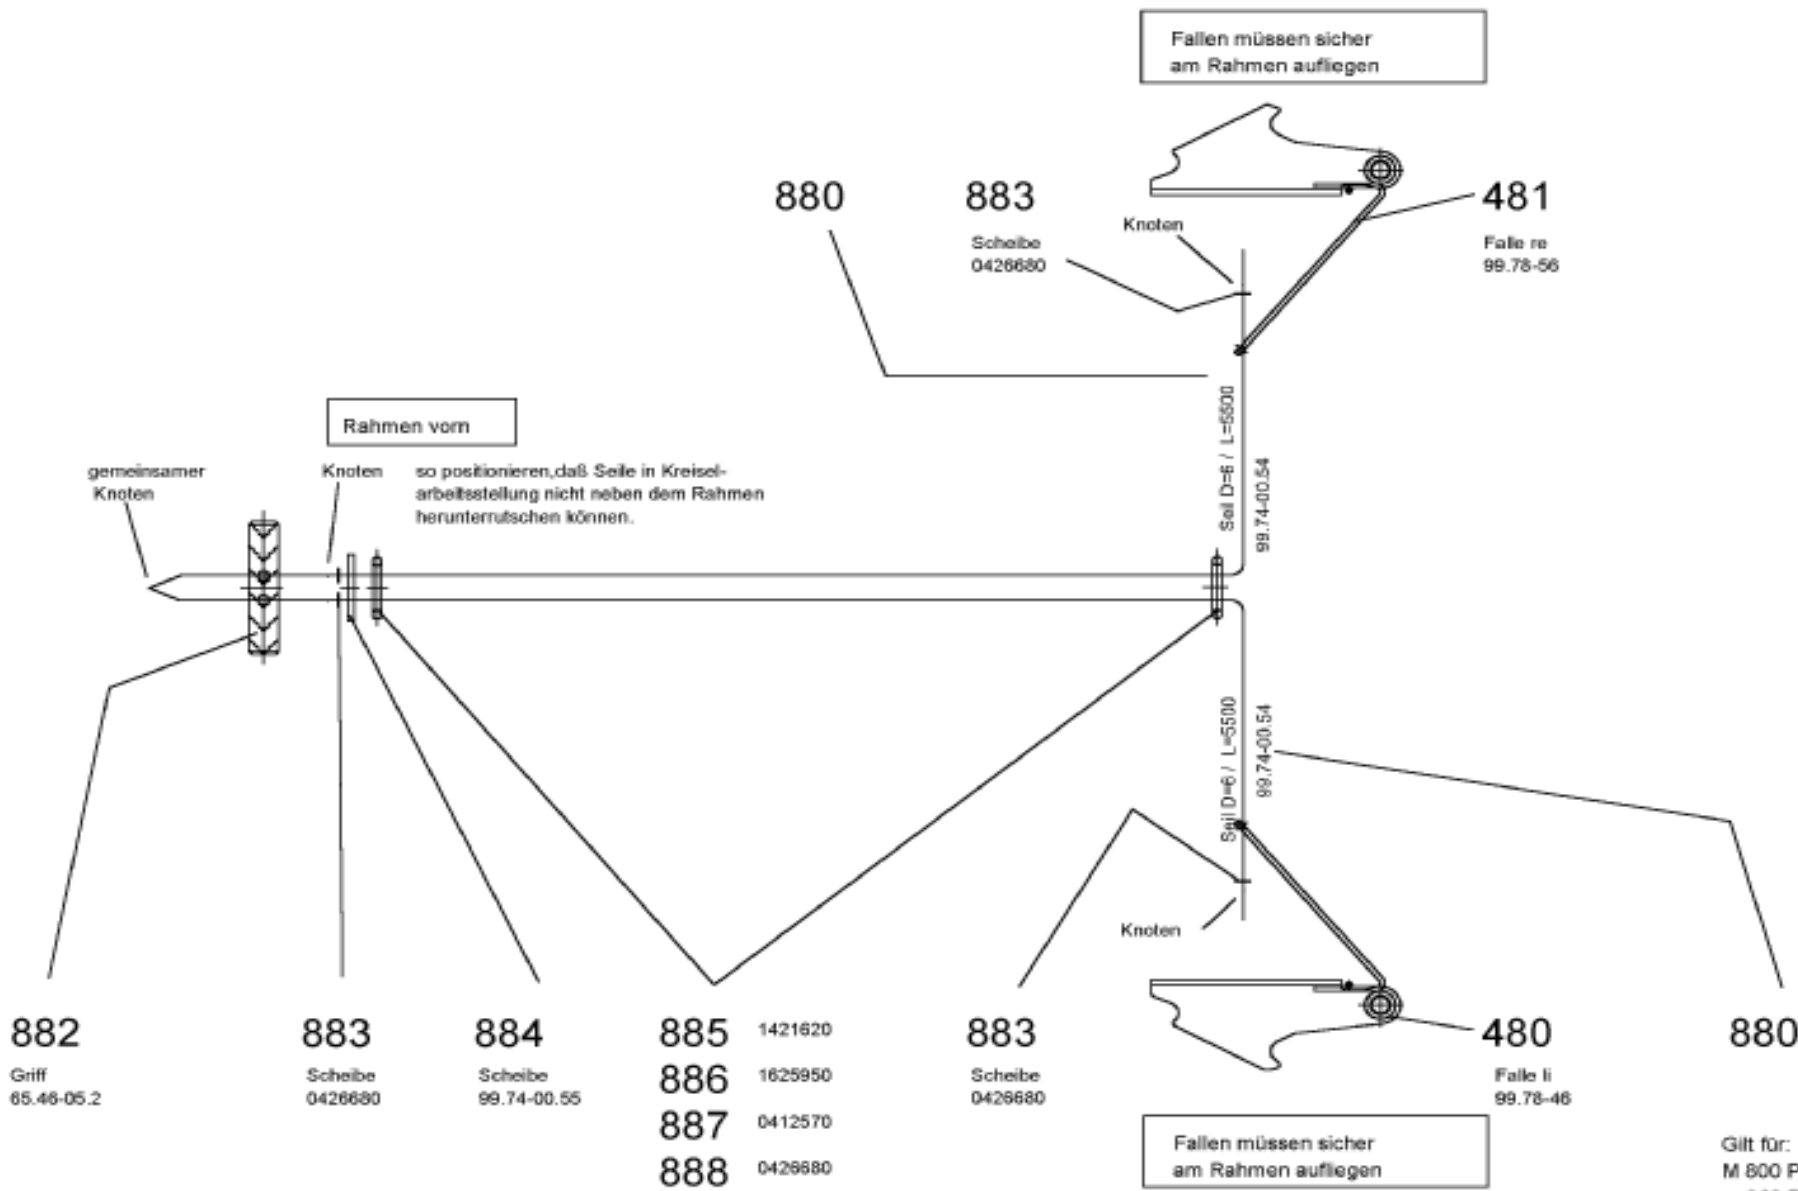 Fallen müssen sicher
am Rahmen aufliegen
880
883
Scheibe
0426680
Knoten
481
Falle re
99.78-56
Rahmen vorn
gemeinsamer
Knoten
Knoten
so positionieren,daß Seile in Kreisel-
arbeitsstellung nicht neben dem Rahmen
herunterrutschen können.
Seil D=6 / L=5500
99.74-00.54
Seil D=6 / L=5500
99.74-00.54
Knoten
882
Griff
65.46-05.2
883
Scheibe
0426680
884
Scheibe
99.74-00.55
885 1421620
886 1625950
887 0412570
888 0426680
883
Scheibe
0426680
480
Falle li
99.78-46
880
Fallen müssen sicher
am Rahmen aufliegen
Gilt für:
M 800 P